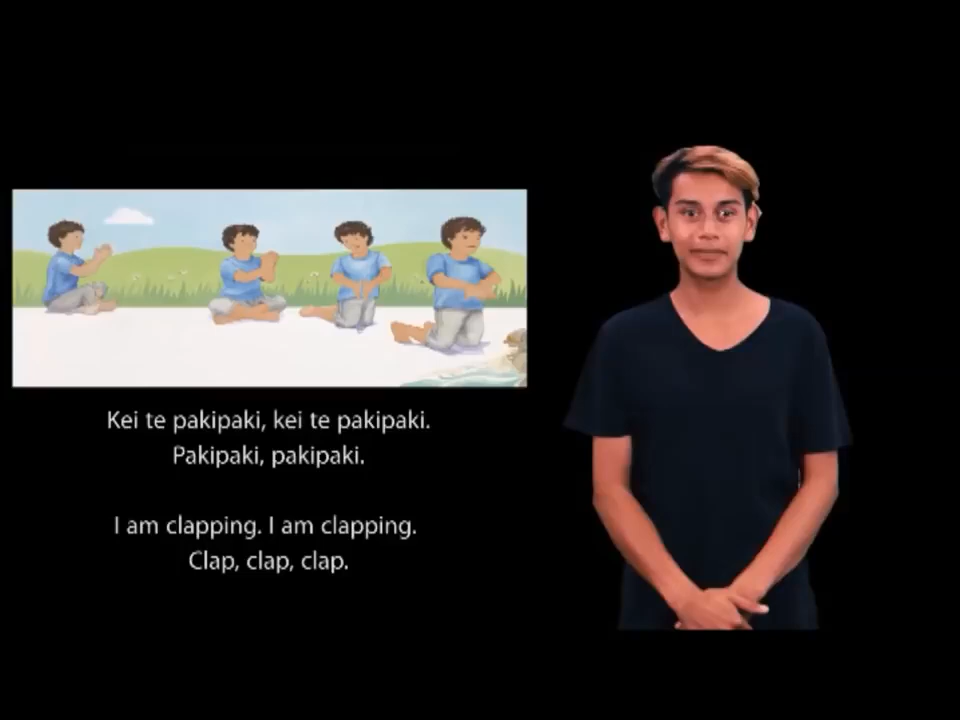 Kei te pakipaki, kei te pakipaki.
Pakipaki, pakipaki.
I am clapping. I am clapping.
Clap, clap, clap.